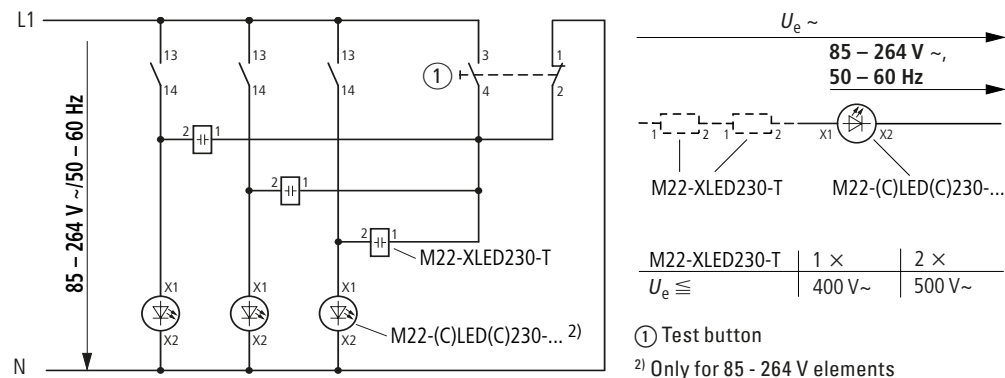 L1
N
85 – 264 V ~/50 – 60 Hz
13
14
13
14
13
14
3
4
1
2
①
2 1
2 1
2 1
M22-XLED230-T
X1
X2
X1
X2
X1
X2
M22-(C)LED(C)230-... 2)
Ue ~
85 – 264 V ~,
50 – 60 Hz
1 2 1 2 X1 X2
M22-XLED230-T M22-(C)LED(C)230-...
M22-XLED230-T 1 × 2 ×
Ue ≦ 400 V~ 500 V~
① Test button
2) Only for 85 - 264 V elements